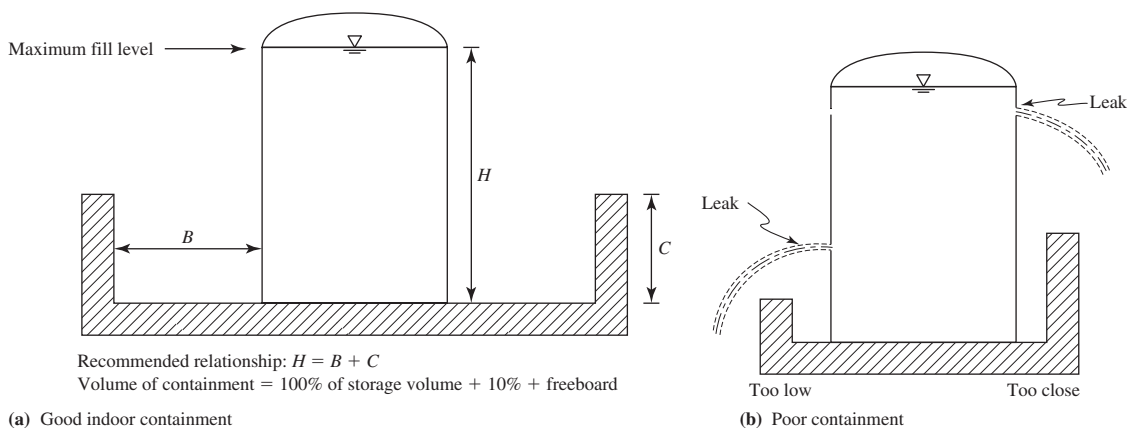 Maximum fill level
H
B
C
Recommended relationship: H = B + C
Volume of containment = 100% of storage volume + 10% + freeboard
(a) Good indoor containment
Leak
Leak
Too low
Too close
(b) Poor containment